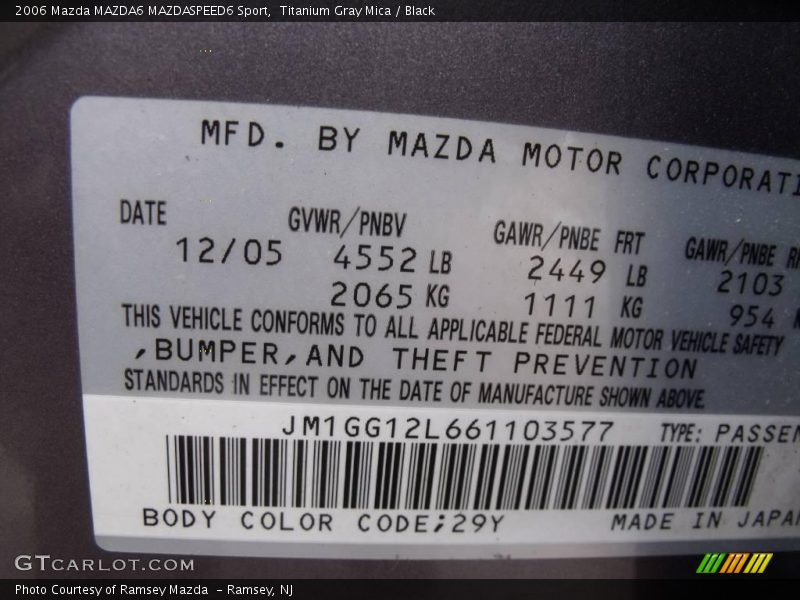 2006 Mazda MAZDA6 MAZDASPEED6 Sport, Titanium Gray Mica / Black
MFD. BY MAZDA MOTOR CORPORATI
DATE GVWR/PNBV GAWR/PNBE FRT GAWR/PNBE
12/05 4552 LB 2449 LB 2103
2065 KG 1111 KG 954
THIS VEHICLE CONFORMS TO ALL APPLICABLE FEDERAL MOTOR VEHICLE SAFETY
,BUMPER,AND THEFT PREVENTION
STANDARDS IN EFFECT ON THE DATE OF MANUFACTURE SHOWN ABOVE.
JM1GG12L661103577 TYPE: PASSEN
BODY COLOR CODE;29Y MADE IN JAPA
GTCARLOT.COM
Photo Courtesy of Ramsey Mazda - Ramsey, NJ